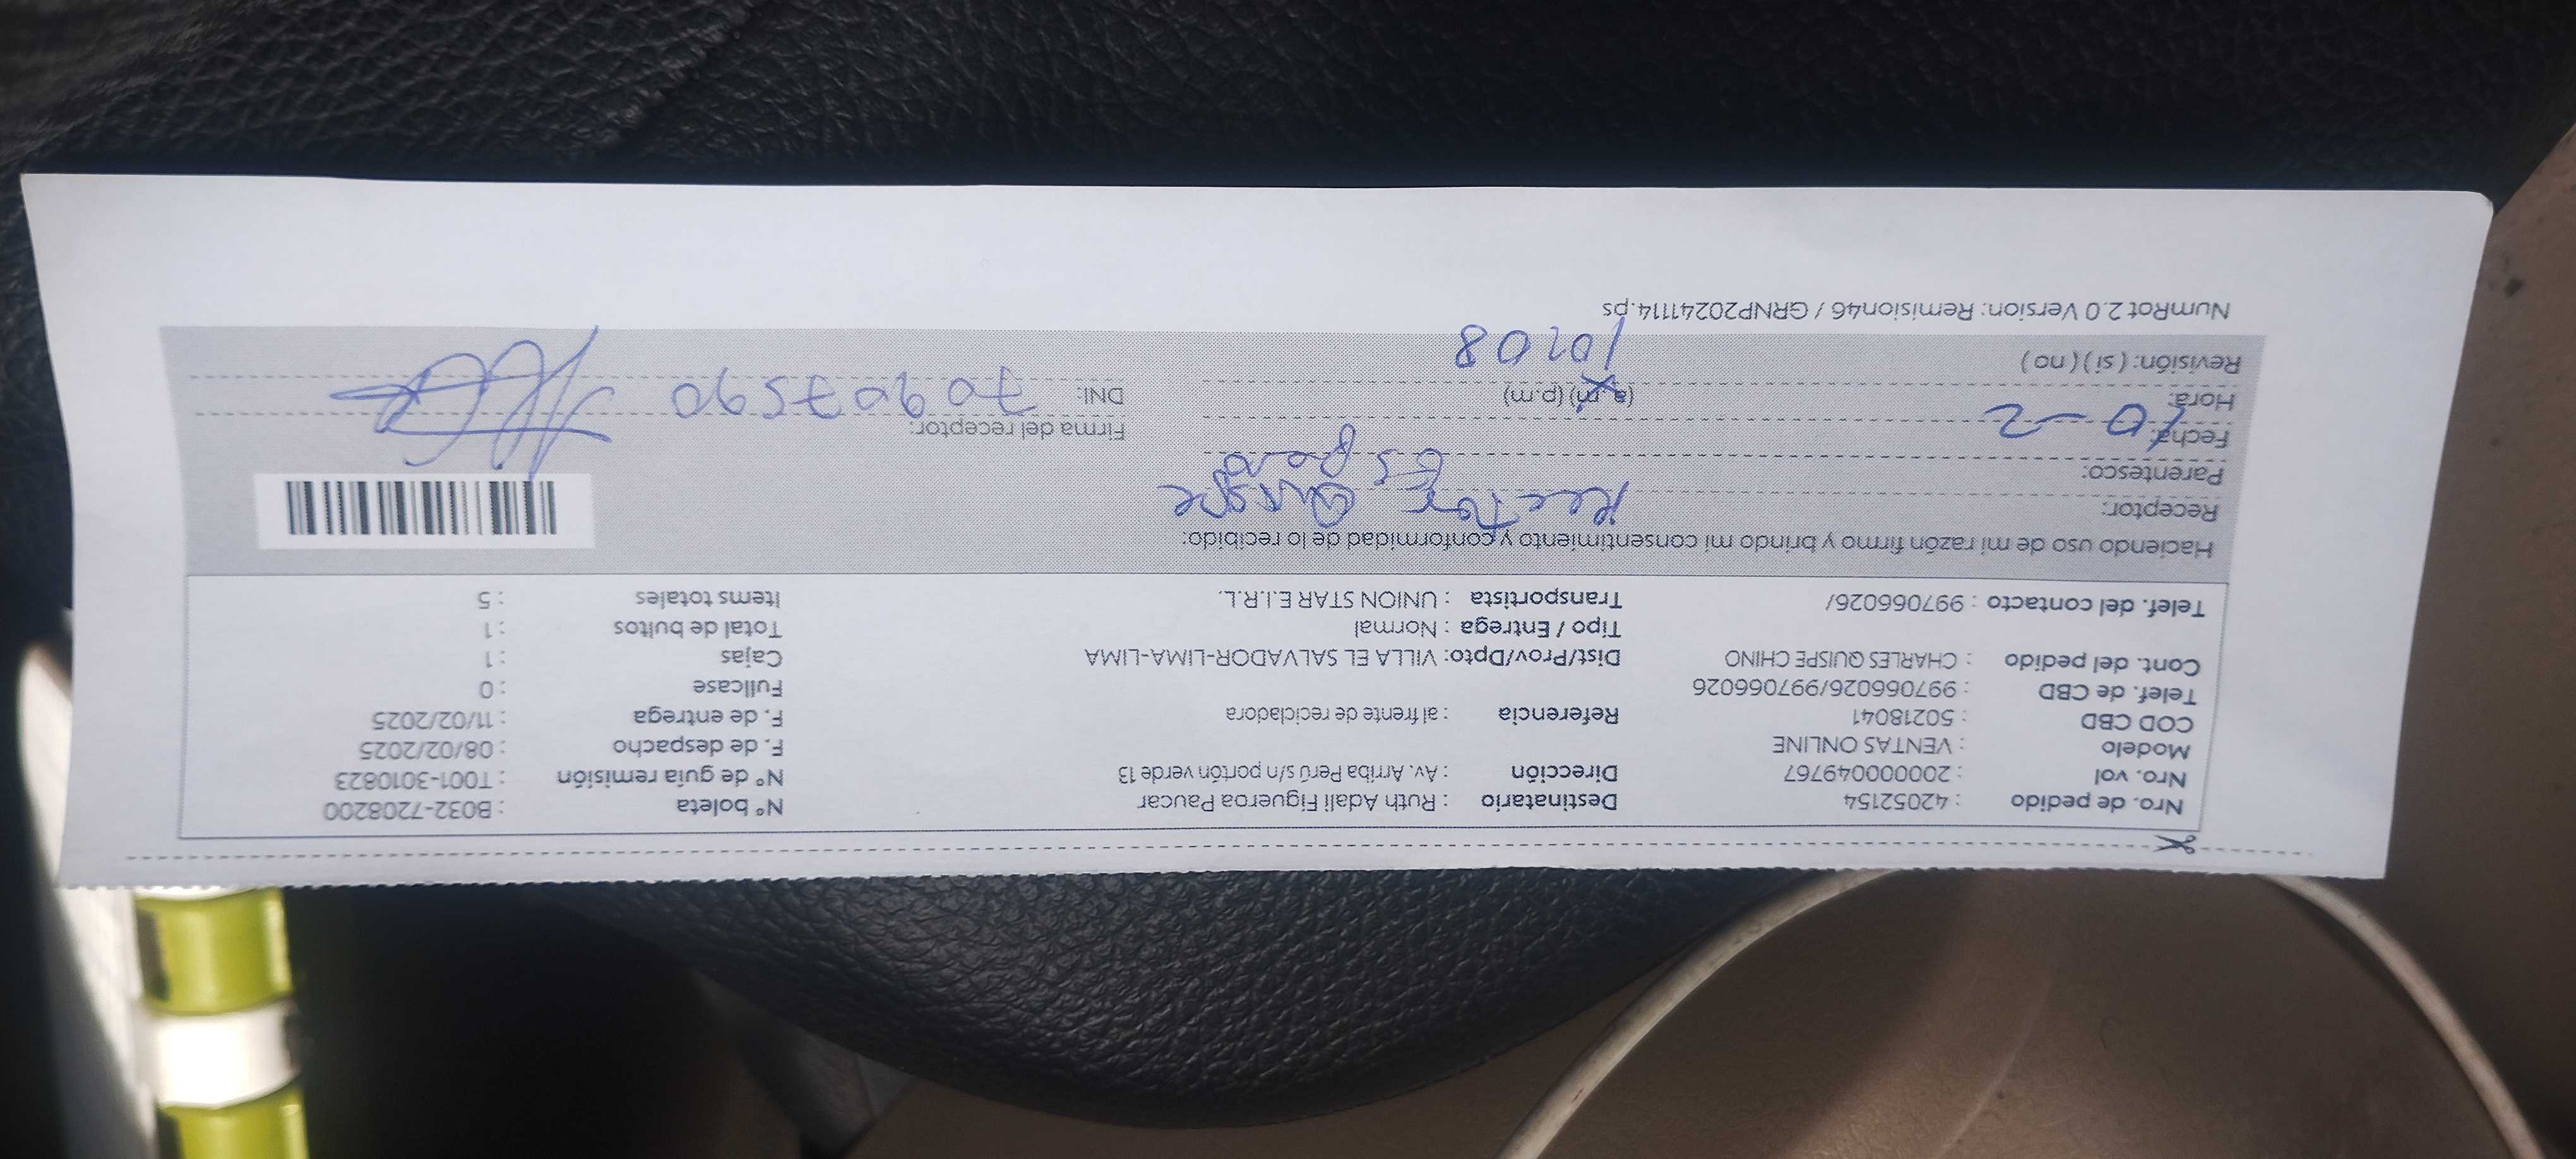 Nro. de pedido : 42052154 Destinatario : Ruth Adali Figueroa Paucar N° boleta : B032-7208200
Nro. vol : 200000049767 Dirección : Av. Arriba Perú s/n portón verde 13 N° de guía remisión : T001-3010823
Modelo : VENTAS ONLINE F. de despacho : 08/02/2025
COD CBD : 50218041 Referencia : al frente de recicladora F. de entrega : 11/02/2025
Telef. de CBD : 997066026/997066026 Fullcase : 0
Cont. del pedido : CHARLES QUISPE CHINO Dist/Prov/Dpto: VILLA EL SALVADOR-LIMA-LIMA Cajas : 1
Tipo / Entrega : Normal Total de bultos : 1
Telef. del contacto : 997066026/ Transportista : UNION STAR E.I.R.L. Items totales : 5
Haciendo uso de mi razón firmo y brindo mi consentimiento y conformidad de lo recibido:
Receptor: Quispe
Parentesco:
Fecha: 10-2 Firma del receptor:
Hora: (a.m) (p.m) DNI: 70907590
Revisión: ( si ) ( no ) 10:08
NumRot 2.0 Version: Remision46 / GRNP20241114.ps